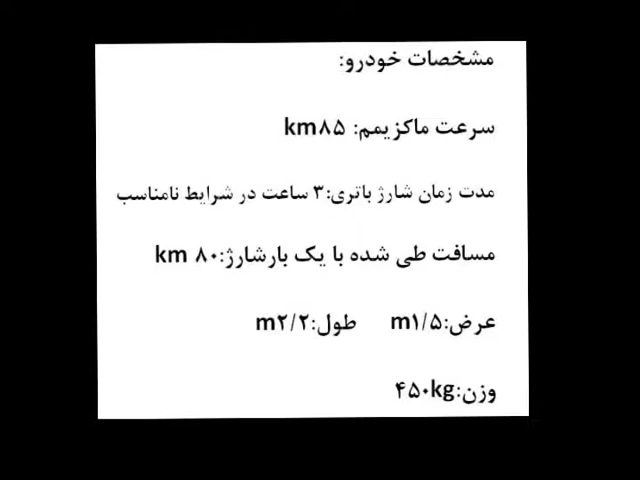 مشخصات خودرو:
سرعت ماکزیمم: km۸۵
مدت زمان شارژ باتری:۳ ساعت در شرایط نامناسب
مسافت طی شده با یک بارشارژ:۸۰ km
عرض:m۱/۵ طول:m۲/۲
وزن:۴۵۰kg